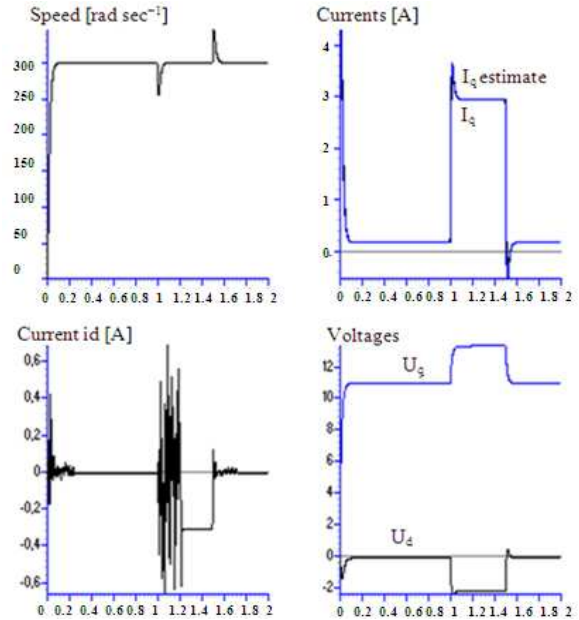 Speed [rad sec⁻¹]
300
250
200
150
100
50
0
0 0.2 0.4 0.6 0.8 1 1.2 1.4 1.6 1.8 2
Currents [A]
4
3
2
1
0
I_q estimate
I_q
0 0.2 0.4 0.6 0.8 1 1.2 1.4 1.6 1.8 2
Current id [A]
0,6
0,4
0,2
0
-0,2
-0,4
-0,6
0 0.2 0.4 0.6 0.8 1 1.2 1.4 1.6 1.8 2
Voltages
12
10
8
6
4
2
0
-2
U_q
U_d
0 0.2 0.4 0.6 0.8 1 1.2 1.4 1.6 1.8 2